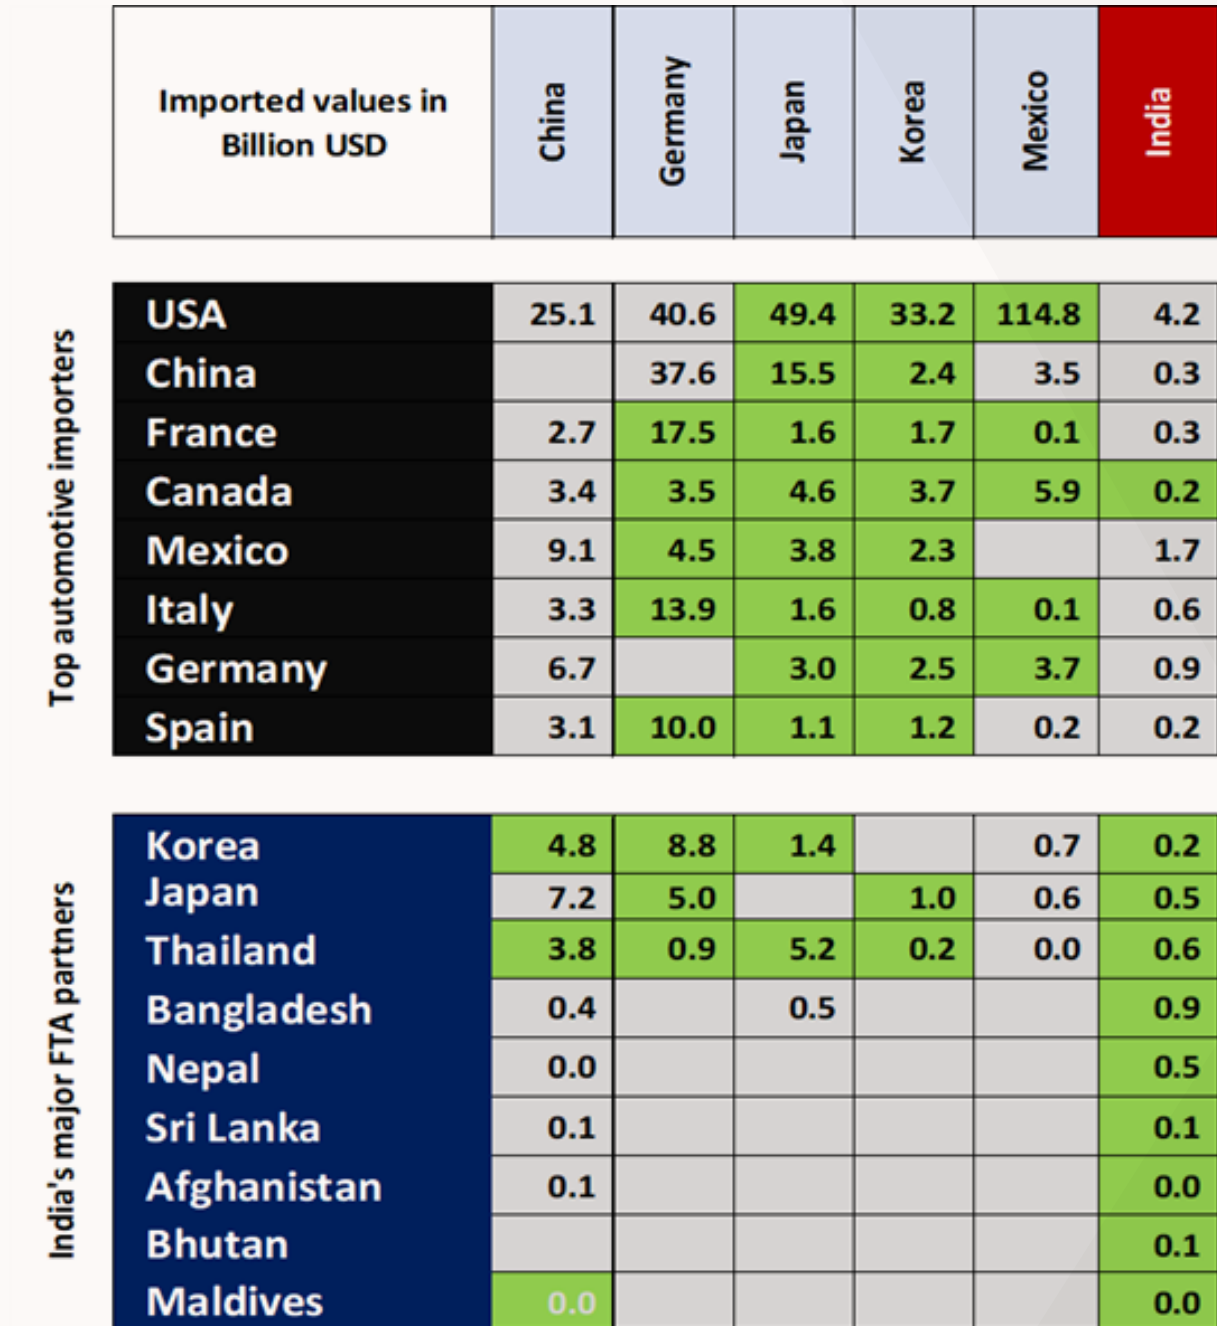 Imported values in
Billion USD
China
Germany
Japan
Korea
Mexico
India
Top automotive importers
USA 25.1 40.6 49.4 33.2 114.8 4.2
China 37.6 15.5 2.4 3.5 0.3
France 2.7 17.5 1.6 1.7 0.1 0.3
Canada 3.4 3.5 4.6 3.7 5.9 0.2
Mexico 9.1 4.5 3.8 2.3 1.7
Italy 3.3 13.9 1.6 0.8 0.1 0.6
Germany 6.7 3.0 2.5 3.7 0.9
Spain 3.1 10.0 1.1 1.2 0.2 0.2
India's major FTA partners
Korea 4.8 8.8 1.4 0.7 0.2
Japan 7.2 5.0 1.0 0.6 0.5
Thailand 3.8 0.9 5.2 0.2 0.0 0.6
Bangladesh 0.4 0.5 0.9
Nepal 0.0 0.5
Sri Lanka 0.1 0.1
Afghanistan 0.1 0.0
Bhutan 0.1
Maldives 0.0 0.0